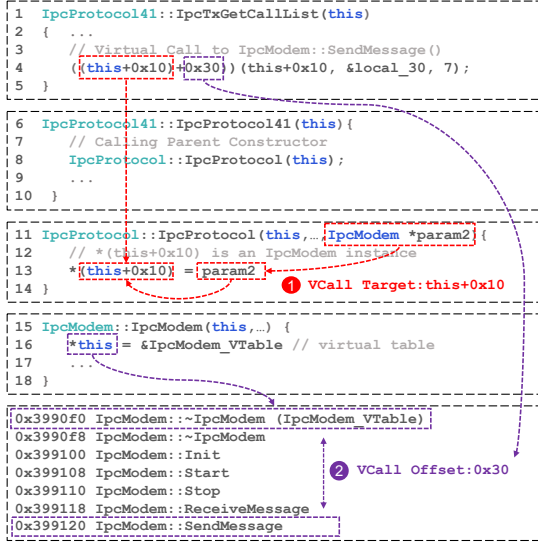 1 IpcProtocol41::IpcTxGetCallList(this)
2 { ...
3 // Virtual Call to IpcModem::SendMessage()
4 ((this+0x10)+0x30))(this+0x10, &local_30, 7);
5 }
6 IpcProtocol41::IpcProtocol41(this){
7 // Calling Parent Constructor
8 IpcProtocol::IpcProtocol(this);
9 ...
10 }
11 IpcProtocol::IpcProtocol(this,…,IpcModem *param2){
12 // *(this+0x10) is an IpcModem instance
13 *(this+0x10) = param2
14 }
1 VCall Target:this+0x10
15 IpcModem::IpcModem(this,…) {
16 *this = &IpcModem_VTable // virtual table
17 ...
18 }
0x3990f0 IpcModem::~IpcModem (IpcModem_VTable)
0x3990f8 IpcModem::~IpcModem
0x399100 IpcModem::Init
0x399108 IpcModem::Start
2 VCall Offset:0x30
0x399110 IpcModem::Stop
0x399118 IpcModem::ReceiveMessage
0x399120 IpcModem::SendMessage